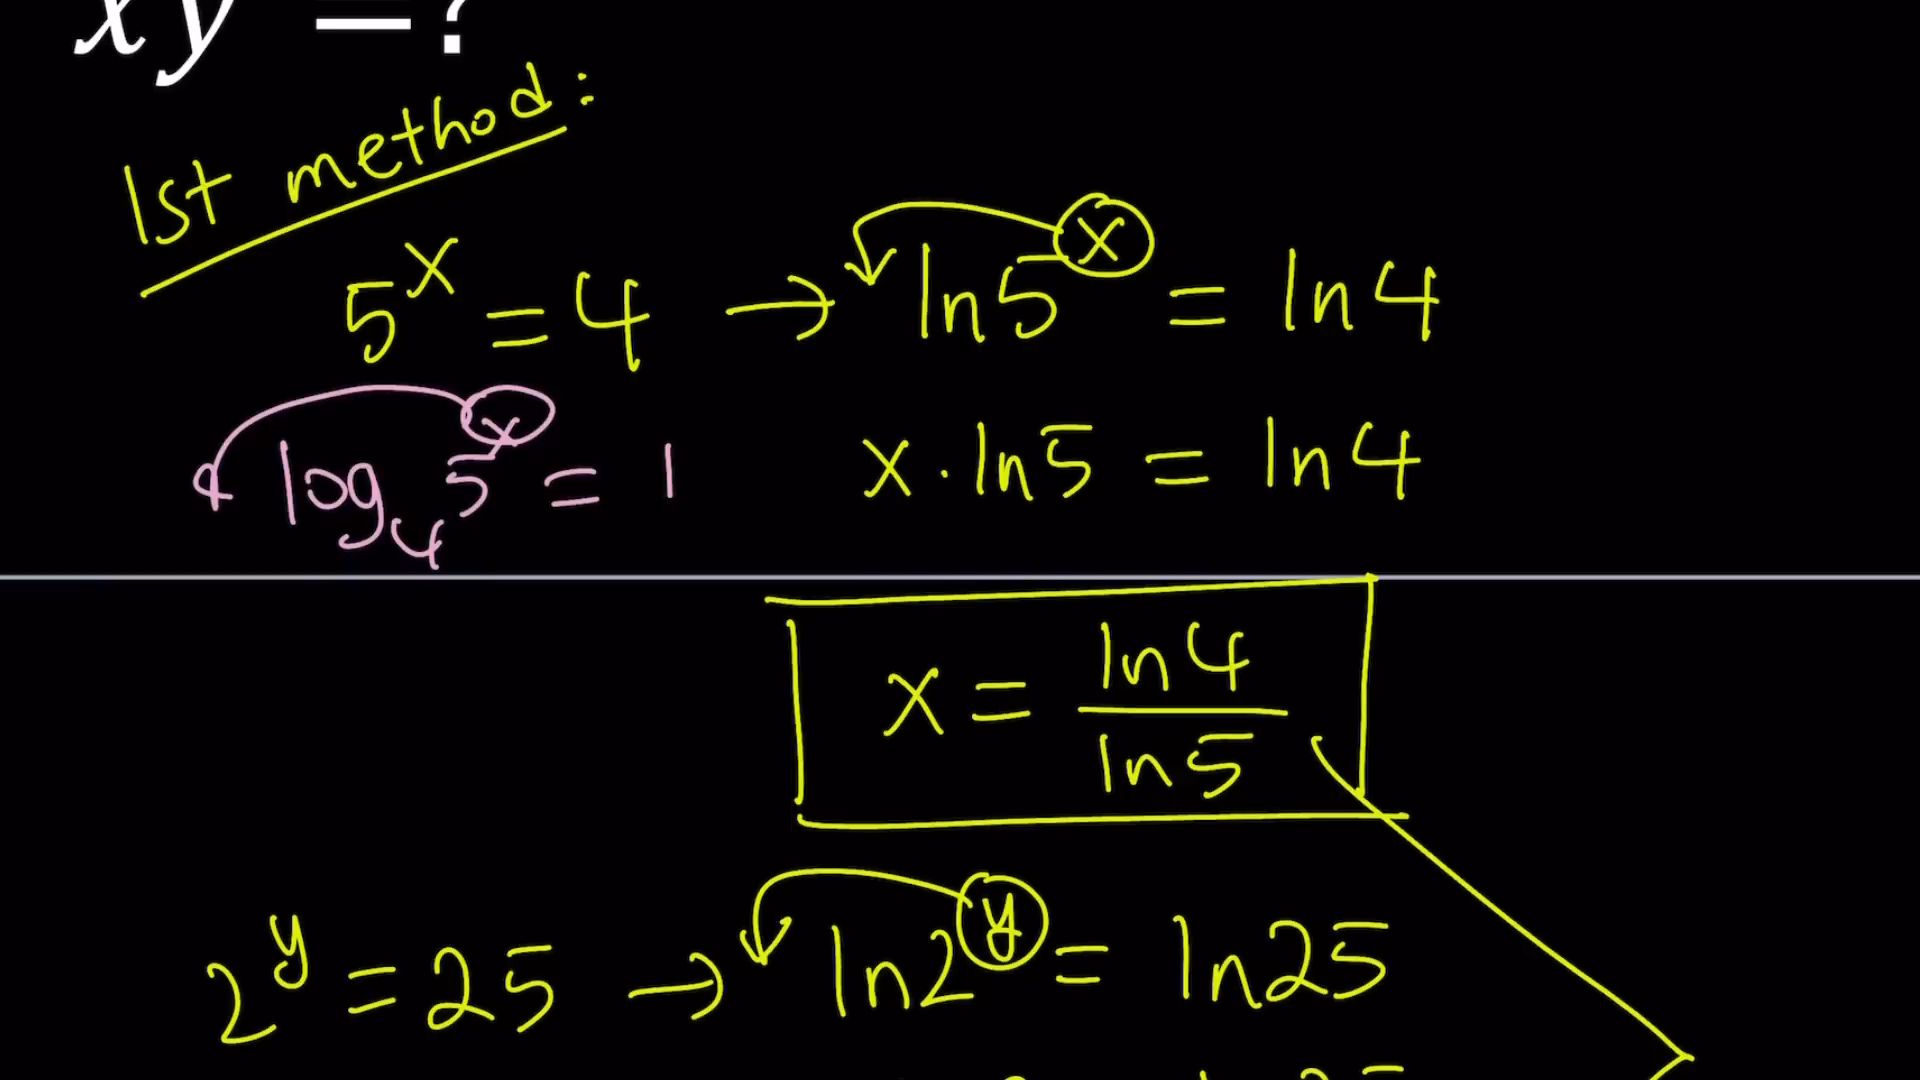 xy = ?
1st method:
5^x = 4 → ln5^x = ln4
log_4 5^x = 1
x · ln5 = ln4
x = ln4/ln5
2^y = 25 → ln2^y = ln25